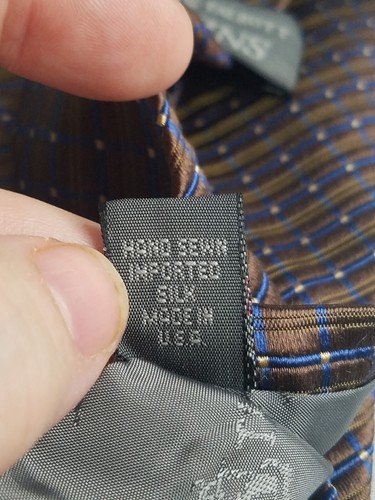 HAND SEWN
IMPORTED
SILK
MADE IN
U.S.A.